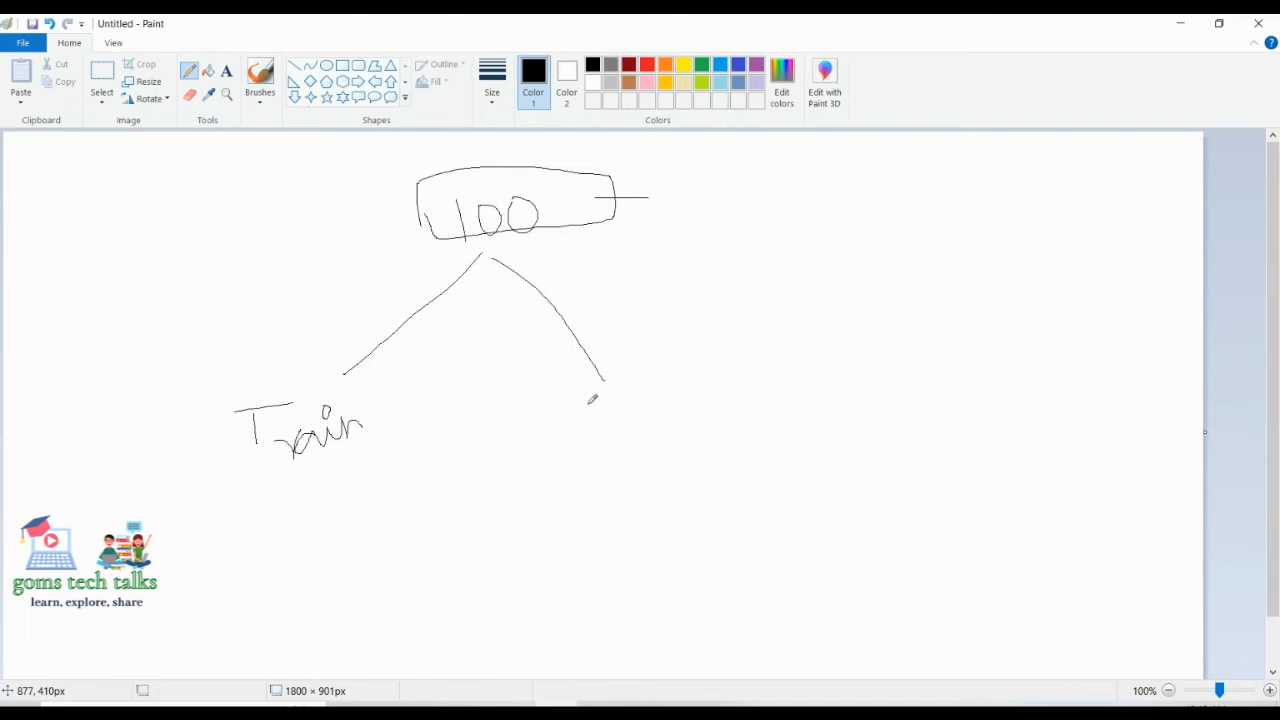 Untitled - Paint
File
Home
View
Paste
Cut
Copy
Clipboard
Select
Crop
Resize
Rotate
Image
Tools
Brushes
Shapes
Outline
Fill
Size
Color 1
Color 2
Edit colors
Colors
Edit with Paint 3D
100
Train
goms tech talks
learn, explore, share
877, 410px
1800 × 901px
100%